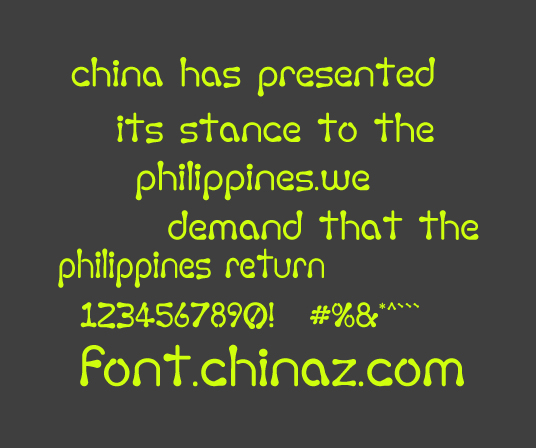 china has presented
its stance to the
philippines.we
demand that the
philippines return
1234567890! #%&*^```
font.chinaz.com